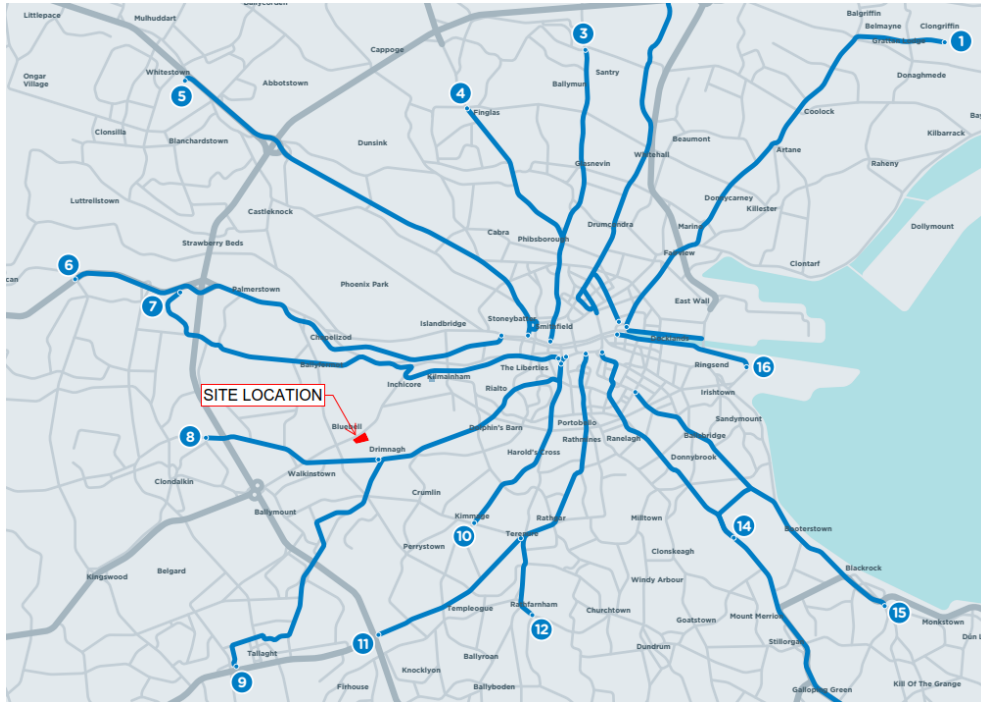 Littlepace
Mulhuddart
Balgriffin
Belmayne
Clongriffin
3
1
Cappoge
Santry
Donaghmede
Whitestown
Abbotstown
Ongar
Village
5
4
Finglas
Coolock
Kilbarrack
Clonsilla
Blanchardstown
Dunsink
Beaumont
Artane
Whitehall
Glasnevin
Raheny
Luttrellstown
Castleknock
Donnycarney
Killester
Dollymount
Strawberry Beds
Cabra
Phibsborough
Drumcondra
Marino
Fairview
Clontarf
6
7
Palmerstown
Phoenix Park
East Wall
Chapelizod
Islandbridge
Stoneybatter
Smithfield
Docklands
Ballyfermot
The Liberties
Ringsend
16
Inchicore
Kilmainham
Rialto
Irishtown
SITE LOCATION
Bluebell
Dolphin's Barn
Portobello
Sandymount
8
Drimnagh
Harold's Cross
Rathmines
Ranelagh
Ballsbridge
Donnybrook
Walkinstown
Clondalkin
Crumlin
Ballymount
Kimmage
10
Rathgar
Milltown
Terenure
14
Booterstown
Perrystown
Clonskeagh
Kingswood
Belgard
Windy Arbour
Blackrock
Templeogue
Rathfarnham
Churchtown
Goatstown
Mount Merrion
15
Monkstown
11
12
Stillorgan
Tallaght
9
Knocklyon
Ballyroan
Dundrum
Firhouse
Ballyboden
Galloping Green
Kill Of The Grange